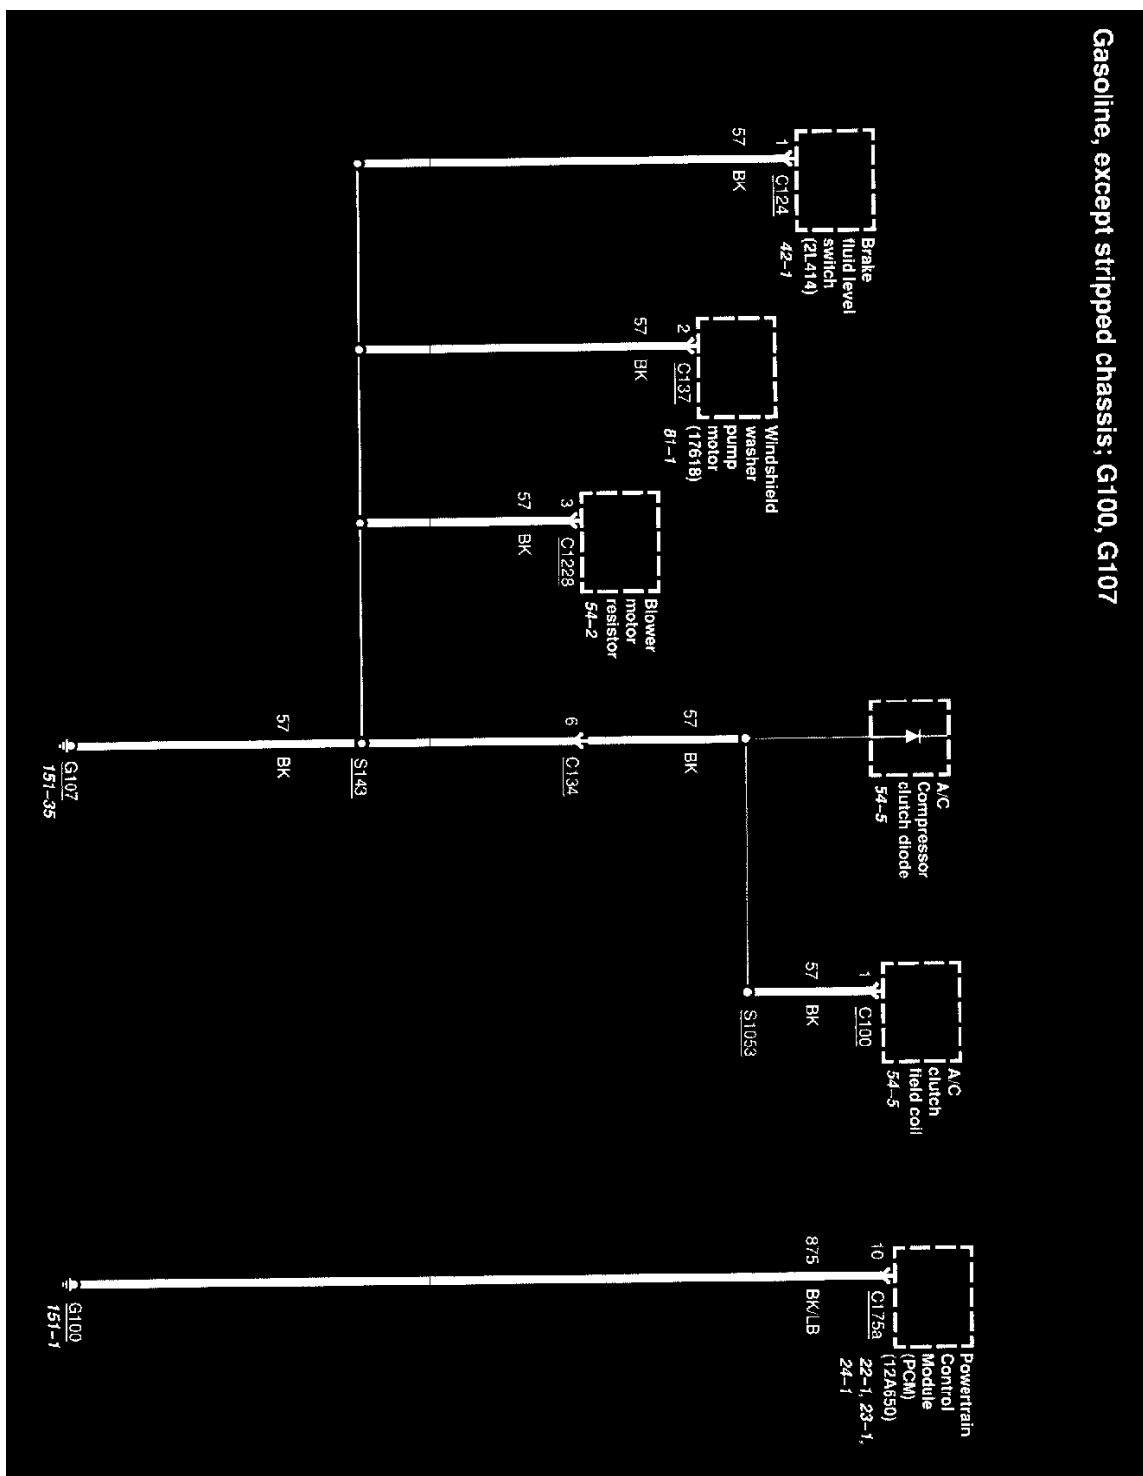 Gasoline, except stripped chassis; G100, G107
Brake
fluid level
switch
(2L414)
42–1
1
C124
57
BK
Windshield
washer
pump
motor
(17618)
81–1
2
C137
57
BK
Blower
motor
resistor
54–2
3
C1228
57
BK
A/C
Compressor
clutch diode
54–5
57
BK
6
C134
S143
57
BK
G107
151–35
A/C
clutch
field coil
54–5
1
C100
57
BK
S1053
Powertrain
Control
Module
(PCM)
(12A650)
22–1, 23–1,
24–1
10
C175a
875
BK/LB
G100
151–1